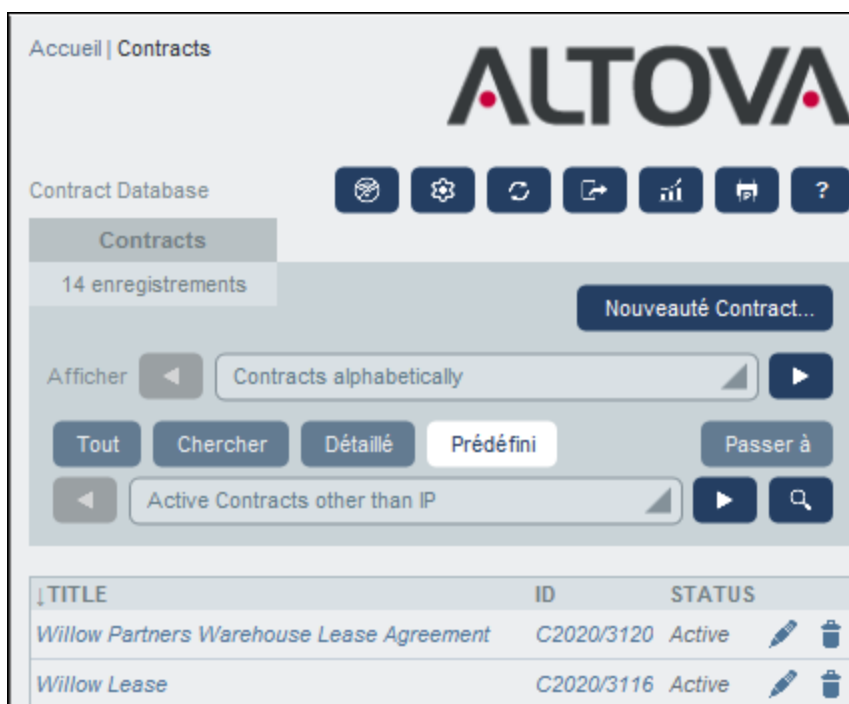 Accueil | Contracts
ALTOVA
Contract Database
?
Contracts
14 enregistrements
Nouveauté Contract...
Afficher
Contracts alphabetically
Tout Chercher Détaillé Prédéfini Passer à
Active Contracts other than IP
↓TITLE ID STATUS
Willow Partners Warehouse Lease Agreement C2020/3120 Active
Willow Lease C2020/3116 Active